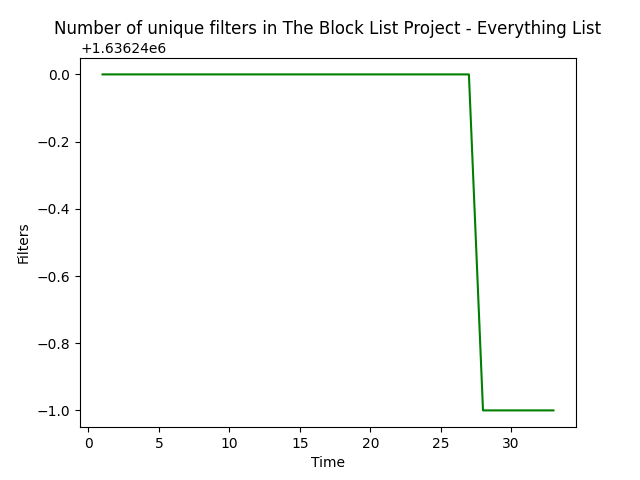 Number of unique filters in The Block List Project - Everything List
+1.63624e6
0.0
−0.2
−0.4
−0.6
−0.8
−1.0
Filters
0 5 10 15 20 25 30
Time